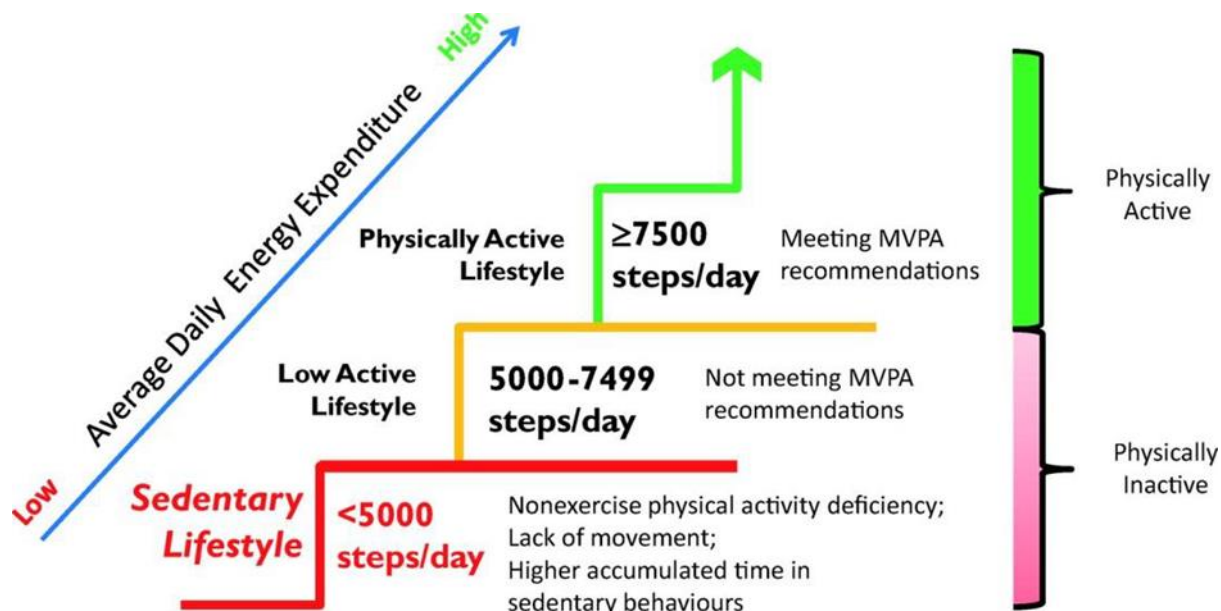 High
Average Daily Energy Expenditure
Low
Physically Active
Lifestyle
≥7500
steps/day
Meeting MVPA
recommendations
Physically
Active
Low Active
Lifestyle
5000-7499
steps/day
Not meeting MVPA
recommendations
Sedentary
Lifestyle
<5000
steps/day
Nonexercise physical activity deficiency;
Lack of movement;
Higher accumulated time in
sedentary behaviours
Physically
Inactive